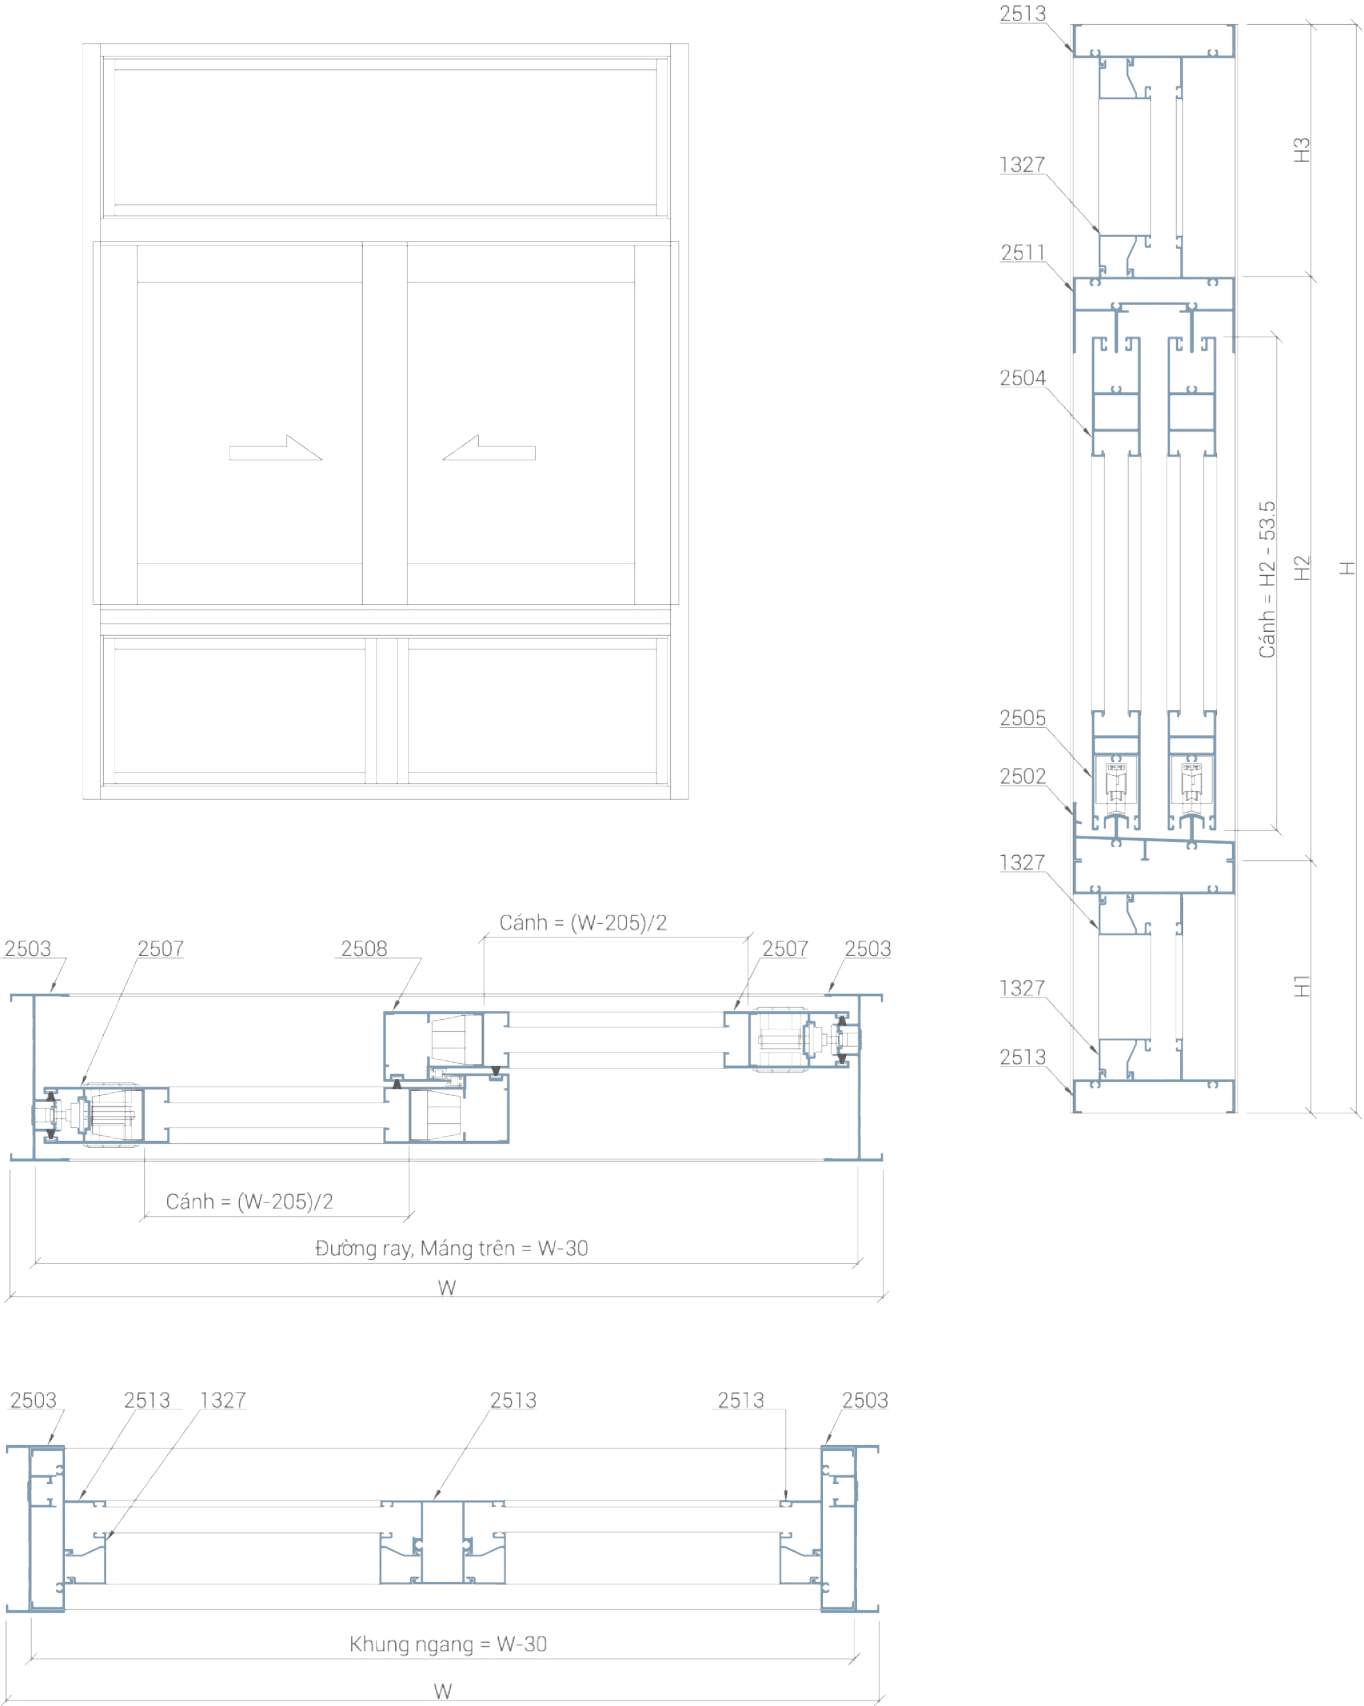 2513
1327
2511
2504
2505
2502
1327
1327
2513
H3
Cánh = H2 - 53.5
H2
H
H1
Cánh = (W-205)/2
2503
2507
2508
2507
2503
Cánh = (W-205)/2
Đường ray, Máng trên = W-30
W
2503
2513
1327
2513
2513
2503
Khung ngang = W-30
W